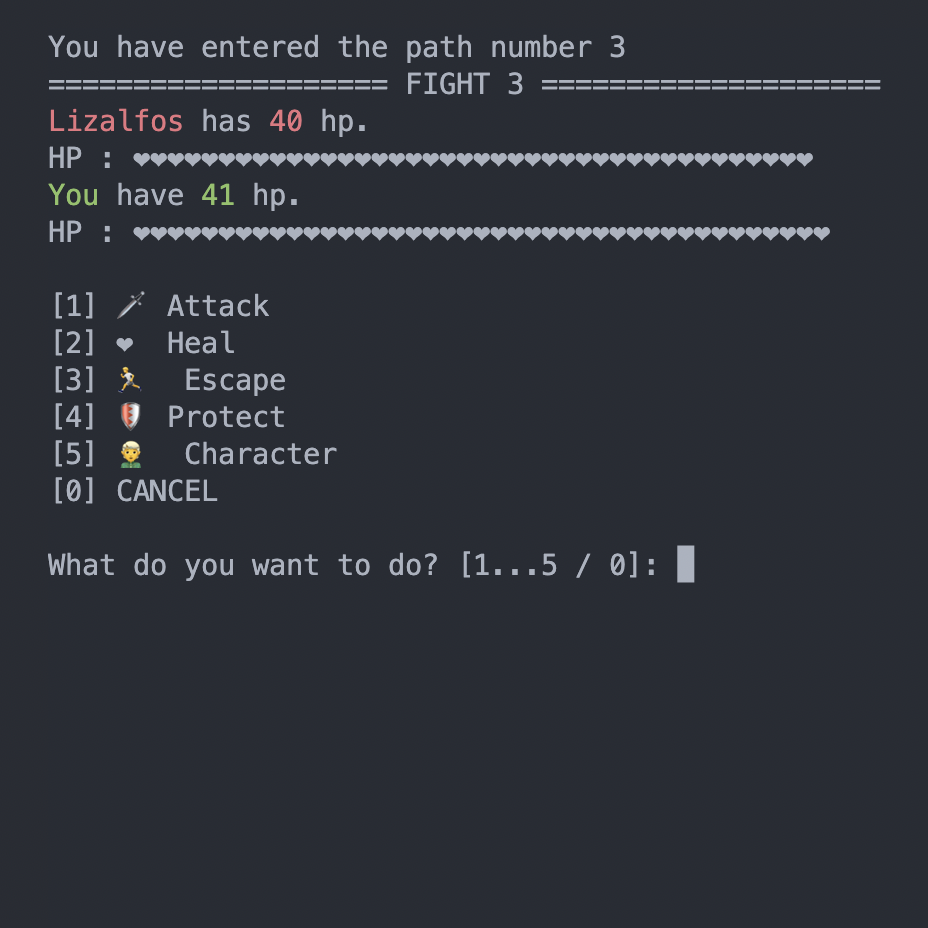 You have entered the path number 3
==================== FIGHT 3 ====================
Lizalfos has 40 hp.
HP : ❤❤❤❤❤❤❤❤❤❤❤❤❤❤❤❤❤❤❤❤❤❤❤❤❤❤❤❤❤❤❤❤❤❤❤❤❤❤❤❤
You have 41 hp.
HP : ❤❤❤❤❤❤❤❤❤❤❤❤❤❤❤❤❤❤❤❤❤❤❤❤❤❤❤❤❤❤❤❤❤❤❤❤❤❤❤❤❤
[1] 🗡 Attack
[2] ❤ Heal
[3] 🏃 Escape
[4] 🛡 Protect
[5] 🧝 Character
[0] CANCEL
What do you want to do? [1...5 / 0]: